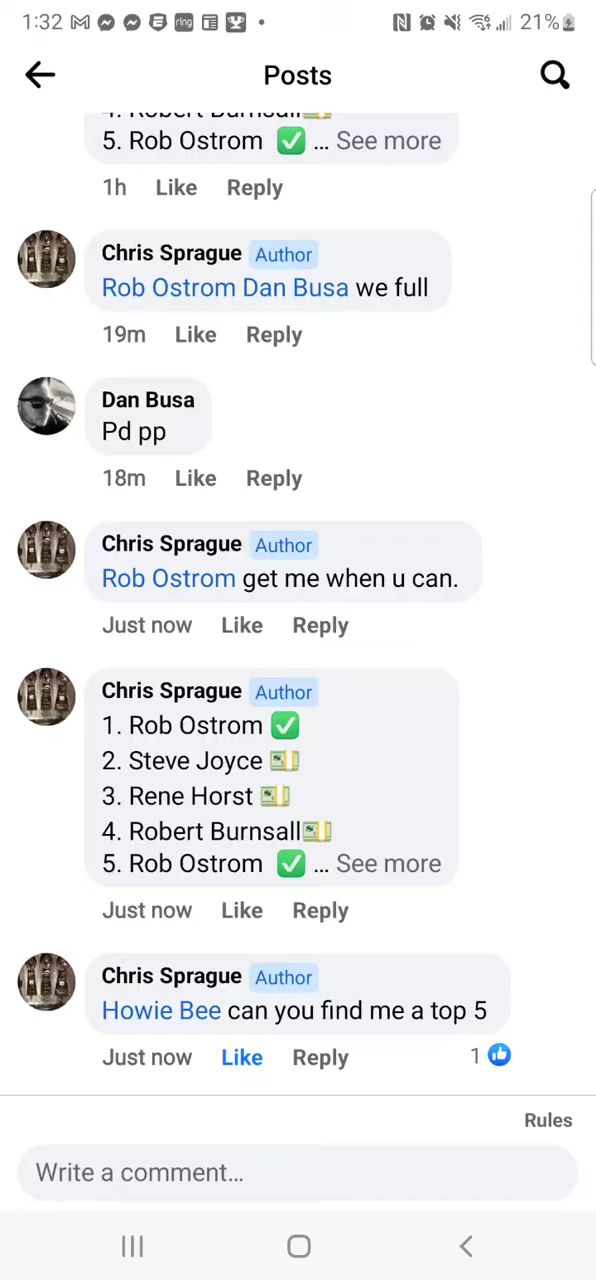 1:32 ring 21%
Posts
4. Robert Burnsall💵
5. Rob Ostrom ✅ ... See more
1h Like Reply
Chris Sprague Author
Rob Ostrom Dan Busa we full
19m Like Reply
Dan Busa
Pd pp
18m Like Reply
Chris Sprague Author
Rob Ostrom get me when u can.
Just now Like Reply
Chris Sprague Author
1. Rob Ostrom ✅
2. Steve Joyce 💵
3. Rene Horst 💵
4. Robert Burnsall💵
5. Rob Ostrom ✅ ... See more
Just now Like Reply
Chris Sprague Author
Howie Bee can you find me a top 5
Just now Like Reply 1
Rules
Write a comment...